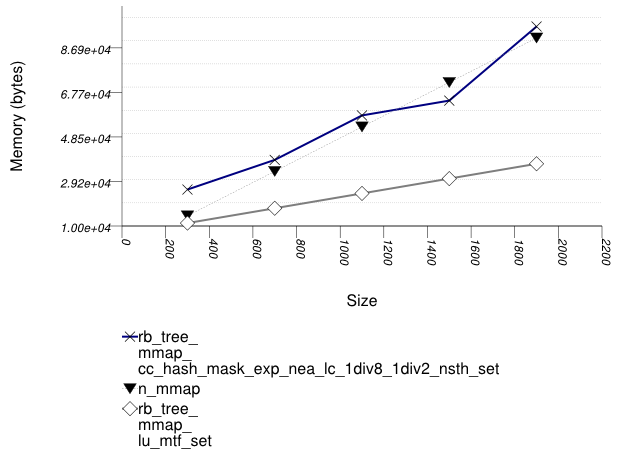 Memory (bytes)
8.69e+04
6.77e+04
4.85e+04
2.92e+04
1.00e+04
0
200
400
600
800
1000
1200
1400
1600
1800
2000
2200
Size
rb_tree_
mmap_
cc_hash_mask_exp_nea_lc_1div8_1div2_nsth_set
n_mmap
rb_tree_
mmap_
lu_mtf_set